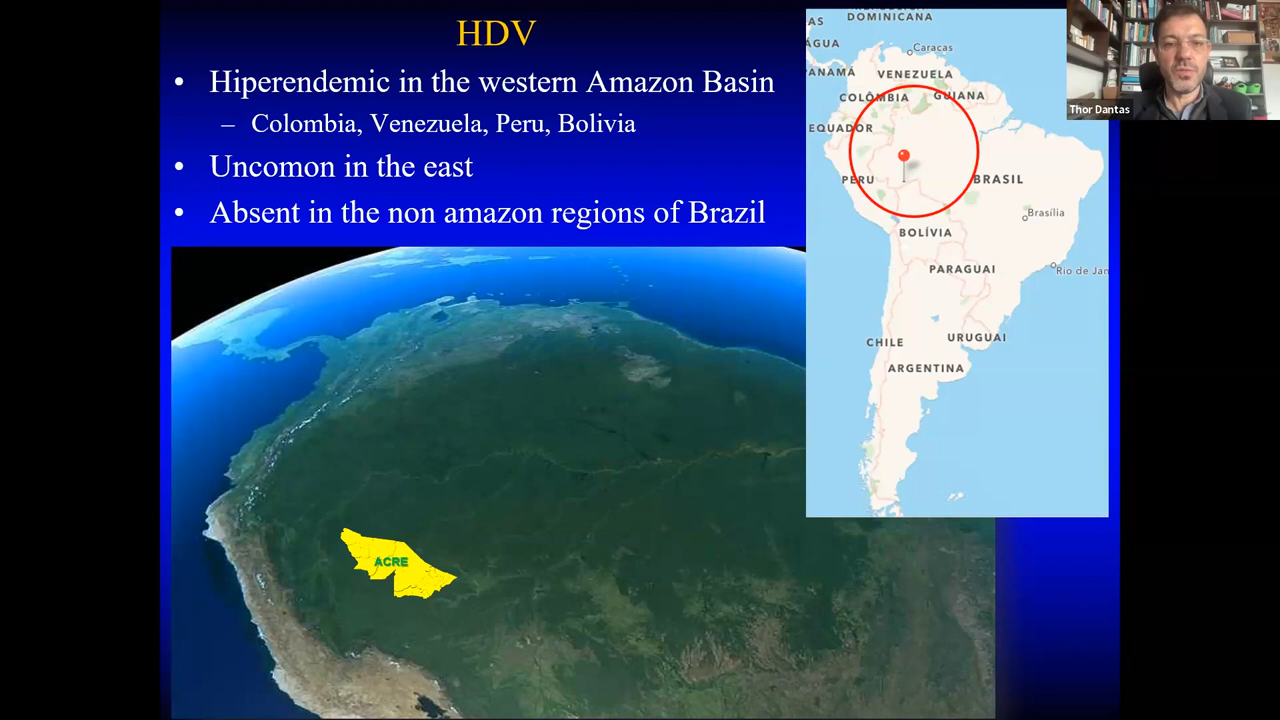 HDV
• Hiperendemic in the western Amazon Basin
– Colombia, Venezuela, Peru, Bolivia
• Uncomon in the east
• Absent in the non amazon regions of Brazil
ACRE
AS
DOMINICANA
ÁGUA
Caracas
ANAMÁ
VENEZUELA
COLÔMBIA
GUIANA
EQUADOR
PERU
BRASIL
Brasília
BOLÍVIA
PARAGUAI
Rio de Jan
CHILE
URUGUAI
ARGENTINA
Thor Dantas